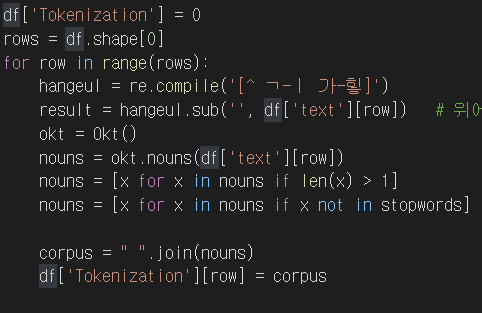 df['Tokenization'] = 0
rows = df.shape[0]
for row in range(rows):
hangeul = re.compile('[^ ㄱ-ㅣ 가-힣]')
result = hangeul.sub('', df['text'][row]) # 위에
okt = Okt()
nouns = okt.nouns(df['text'][row])
nouns = [x for x in nouns if len(x) > 1]
nouns = [x for x in nouns if x not in stopwords]
corpus = " ".join(nouns)
df['Tokenization'][row] = corpus